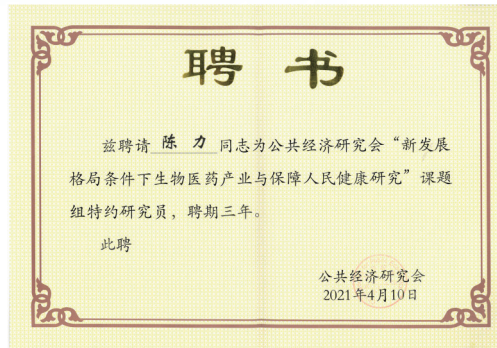 聘书
兹聘请 陈力 同志为公共经济研究会“新发展
格局条件下生物医药产业与保障人民健康研究”课题
组特约研究员，聘期三年。
此聘
公共经济研究会
2021年4月10日